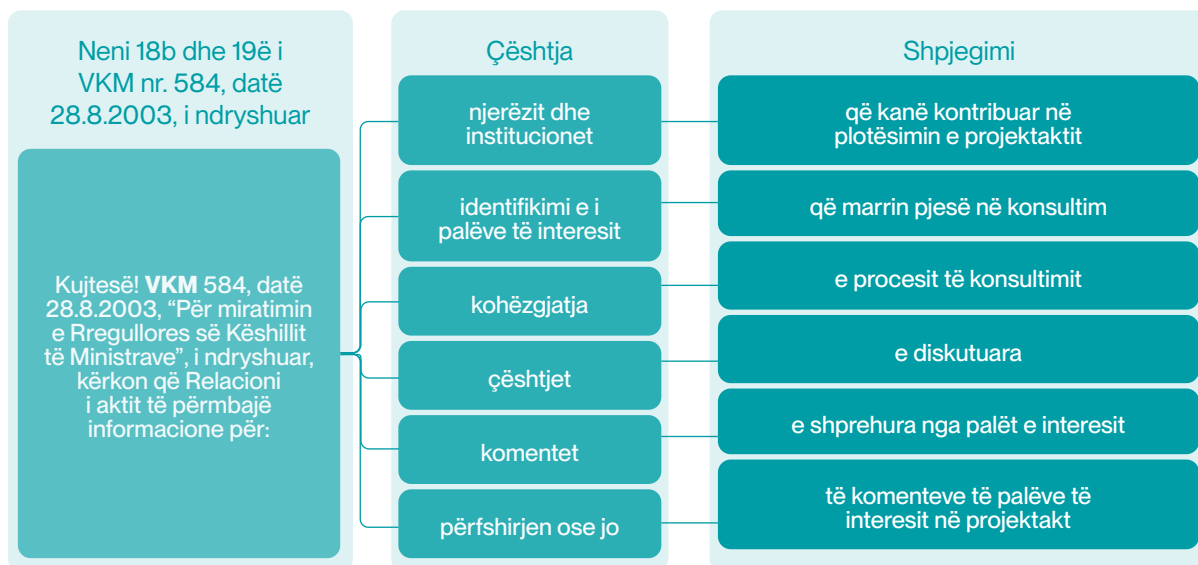 Neni 18b dhe 19ë i
VKM nr. 584, datë
28.8.2003, i ndryshuar
Kujtesë! VKM 584, datë
28.8.2003, “Për miratimin
e Rregullores së Këshillit
të Ministrave”, i ndryshuar,
kërkon që Relacioni
i aktit të përmbajë
informacione për:
Çështja
njerëzit dhe
institucionet
identifikimi e i
palëve të interesit
kohëzgjatja
çështjet
komentet
përfshirjen ose jo
Shpjegimi
që kanë kontribuar në
plotësimin e projektaktit
që marrin pjesë në konsultim
e procesit të konsultimit
e diskutuara
e shprehura nga palët e interesit
të komenteve të palëve të
interesit në projektakt